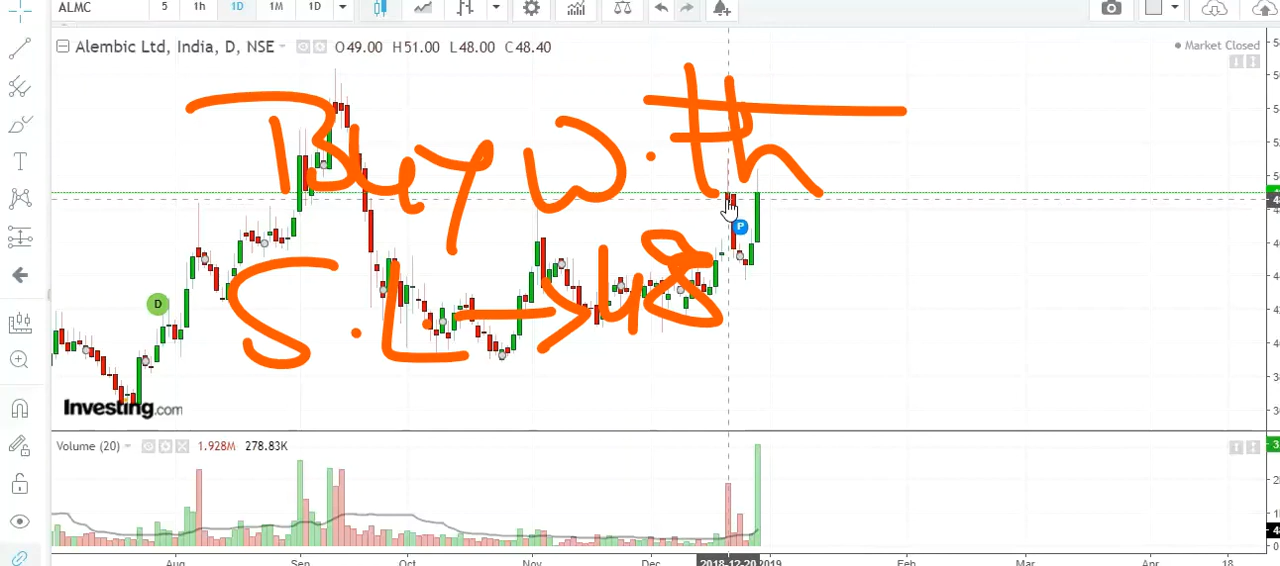 ALMC 5 1h 1D 1M 1D
Alembic Ltd, India, D, NSE O49.00 H51.00 L48.00 C48.40
Market Closed
Buy with
S.L. → 48
P
D
Investing.com
Volume (20) 1.928M 278.83K
Aug Sep Oct Nov Dec 2018-12-20 2019 Feb Mar Apr 18